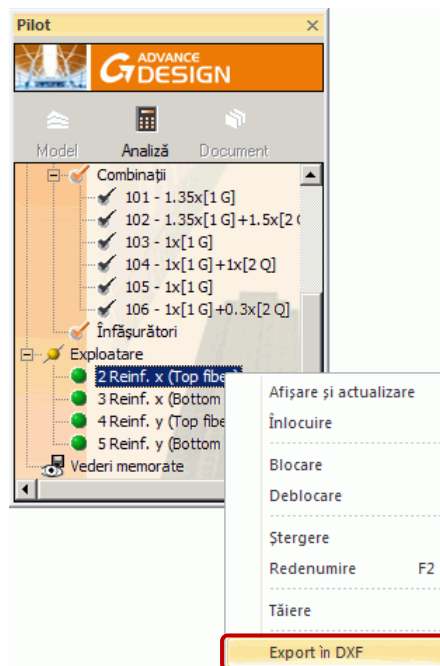 Pilot
ADVANCE
DESIGN
Model Analiză Document
Combinații
101 - 1.35x[1 G]
102 - 1.35x[1 G]+1.5x[2
103 - 1x[1 G]
104 - 1x[1 G]+1x[2 Q]
105 - 1x[1 G]
106 - 1x[1 G]+0.3x[2 Q]
Înfășurători
Exploatare
2 Reinf. x (Top fiber)
3 Reinf. x (Bottom
4 Reinf. y (Top fibe
5 Reinf. y (Bottom
Vederi memorate
Afișare și actualizare
Înlocuire
Blocare
Deblocare
Ștergere
Redenumire F2
Tăiere
Export în DXF